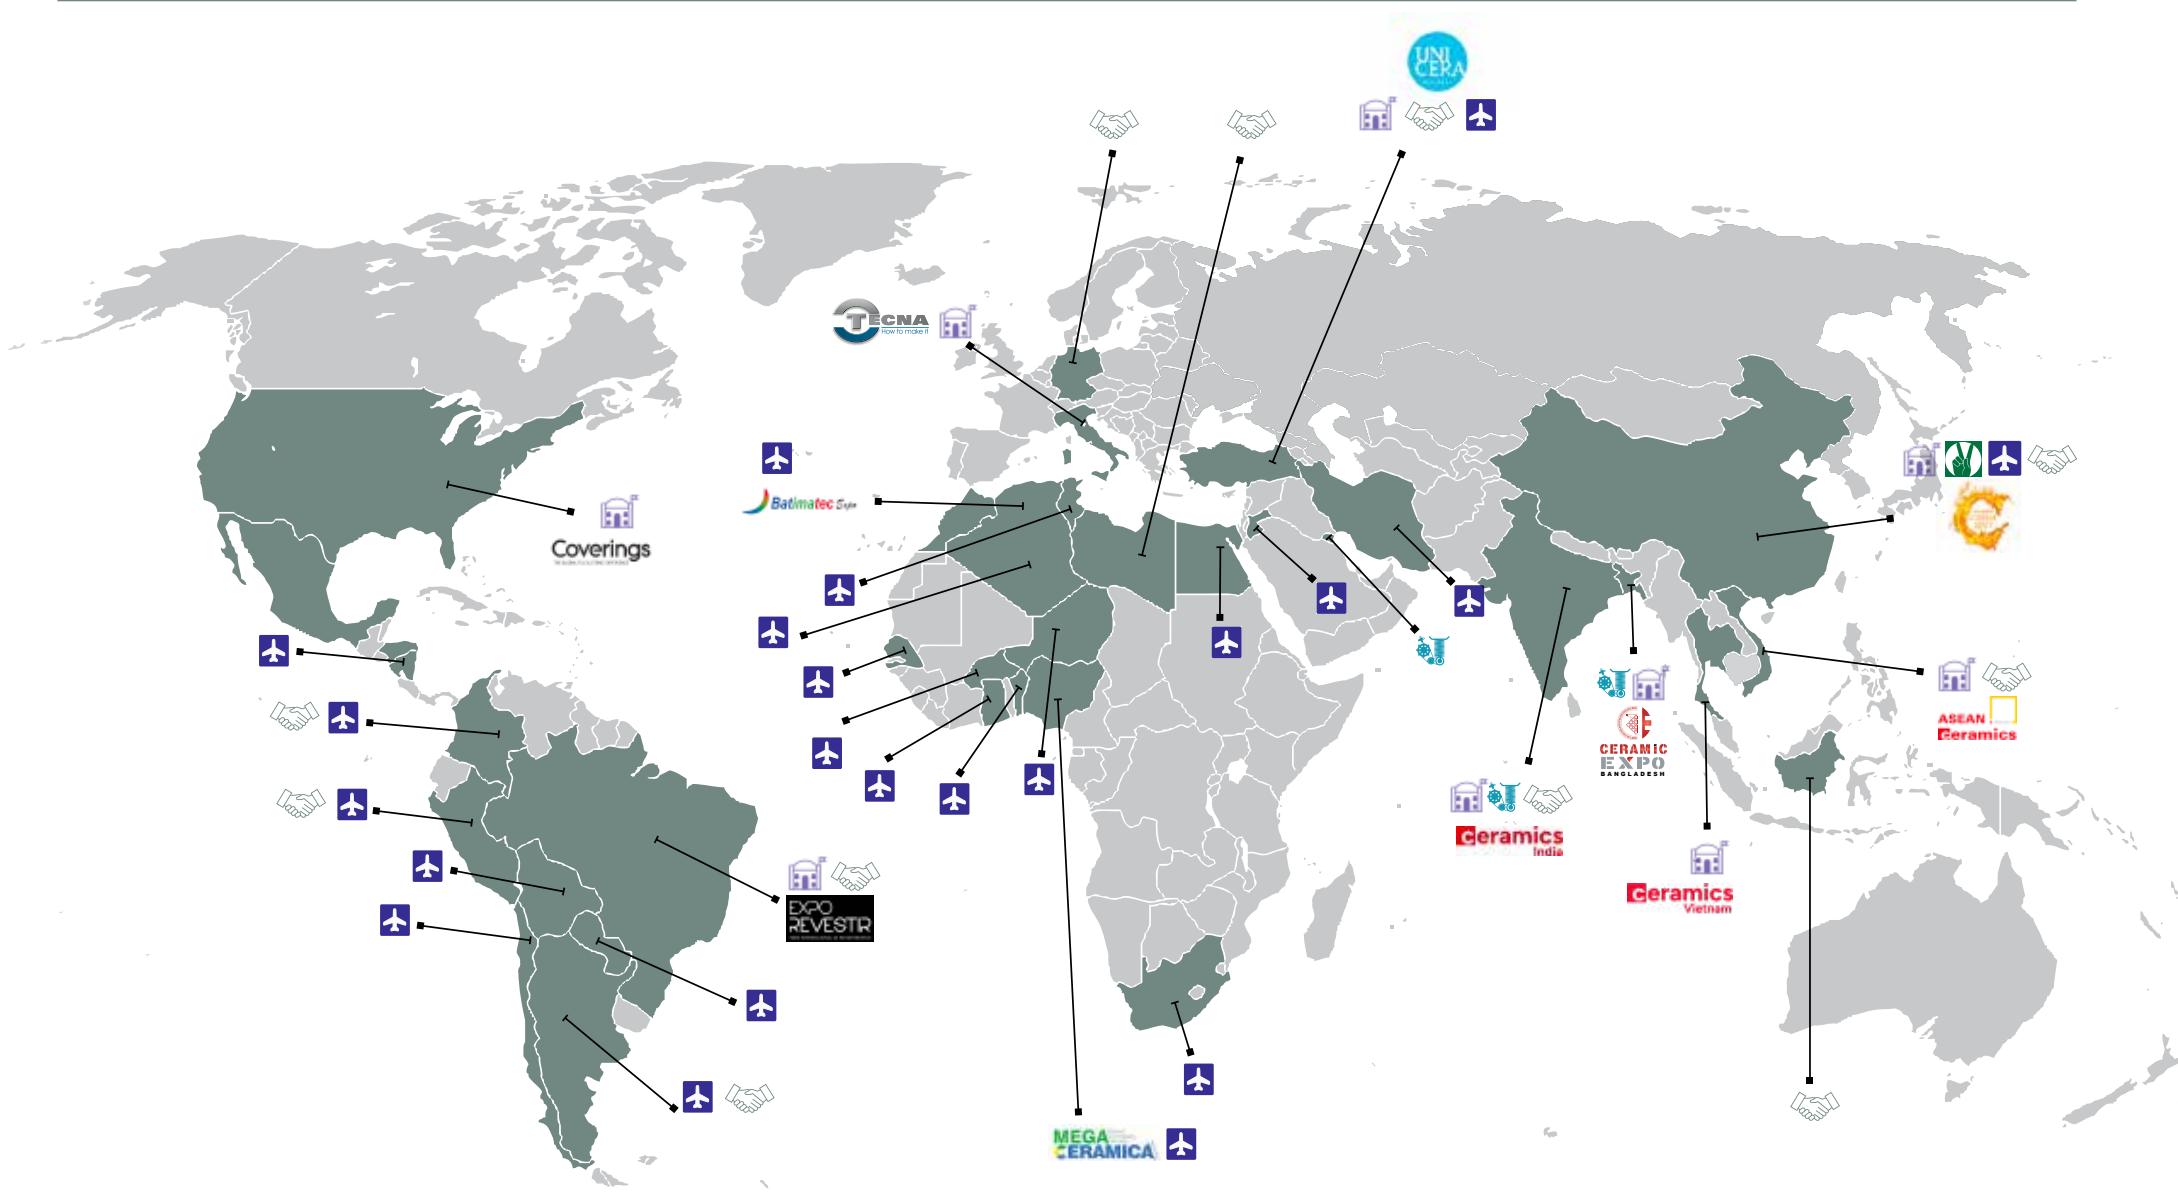 UNI
CERA
TECNA
How to make it
Batimatec Expo
Coverings
ASEAN
Ceramics
CERAMIC
EXPO
BANGLADESH
Ceramics
India
Ceramics
Vietnam
EXPO
REVESTIR
MEGA
CERAMICA